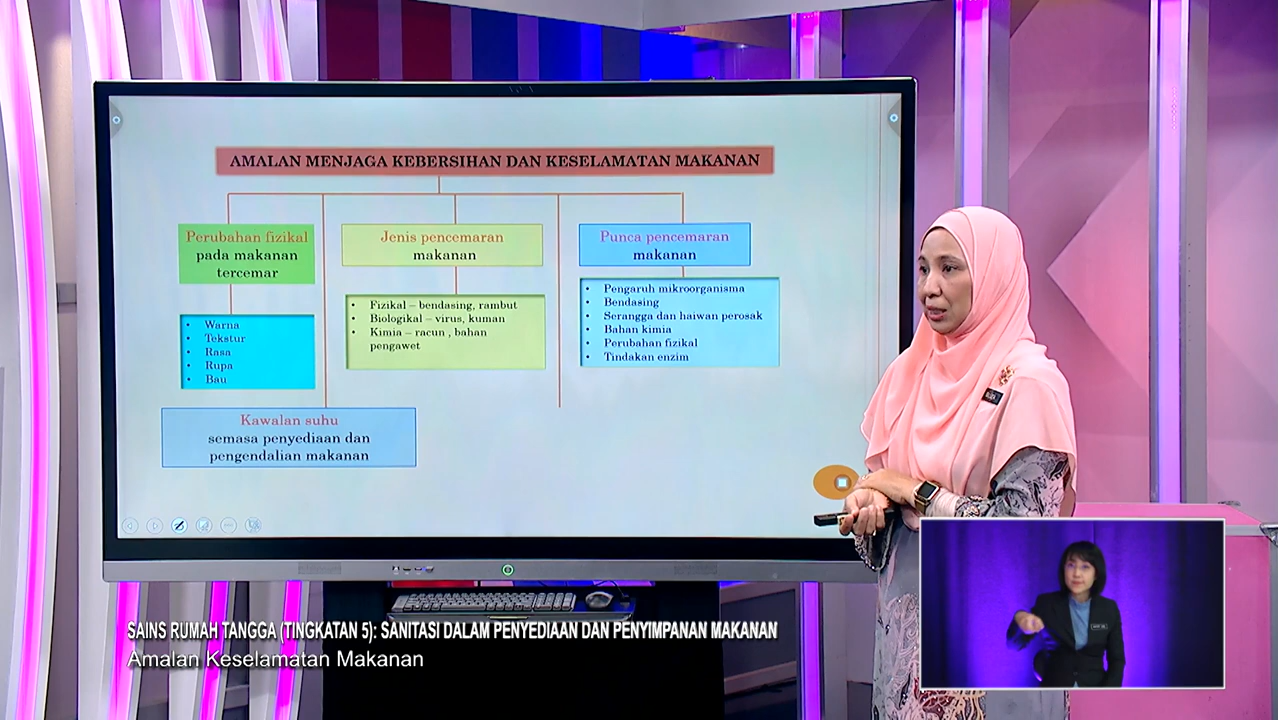 AMALAN MENJAGA KEBERSIHAN DAN KESELAMATAN MAKANAN
Perubahan fizikal
pada makanan
tercemar
• Warna
• Tekstur
• Rasa
• Rupa
• Bau
Jenis pencemaran
makanan
• Fizikal – bendasing, rambut
• Biologikal – virus, kuman
• Kimia – racun , bahan
pengawet
Punca pencemaran
makanan
• Pengaruh mikroorganisma
• Bendasing
• Serangga dan haiwan perosak
• Bahan kimia
• Perubahan fizikal
• Tindakan enzim
Kawalan suhu
semasa penyediaan dan
pengendalian makanan
SAINS RUMAH TANGGA (TINGKATAN 5): SANITASI DALAM PENYEDIAAN DAN PENYIMPANAN MAKANAN
Amalan Keselamatan Makanan